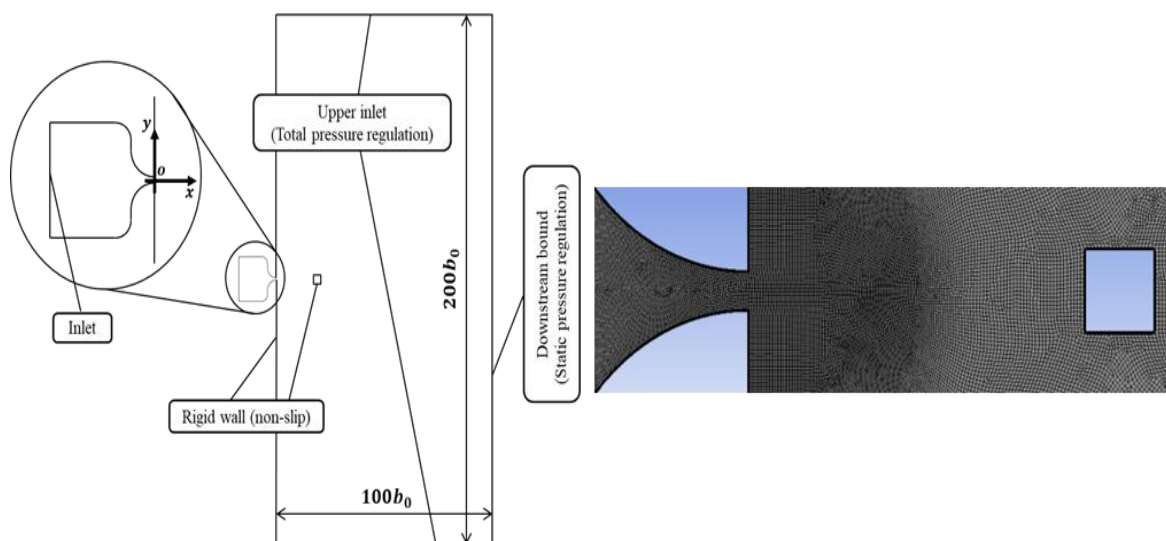 Upper inlet
(Total pressure regulation)
y
o
x
Inlet
Rigid wall (non-slip)
200b₀
100b₀
Downstream bound
(Static pressure regulation)